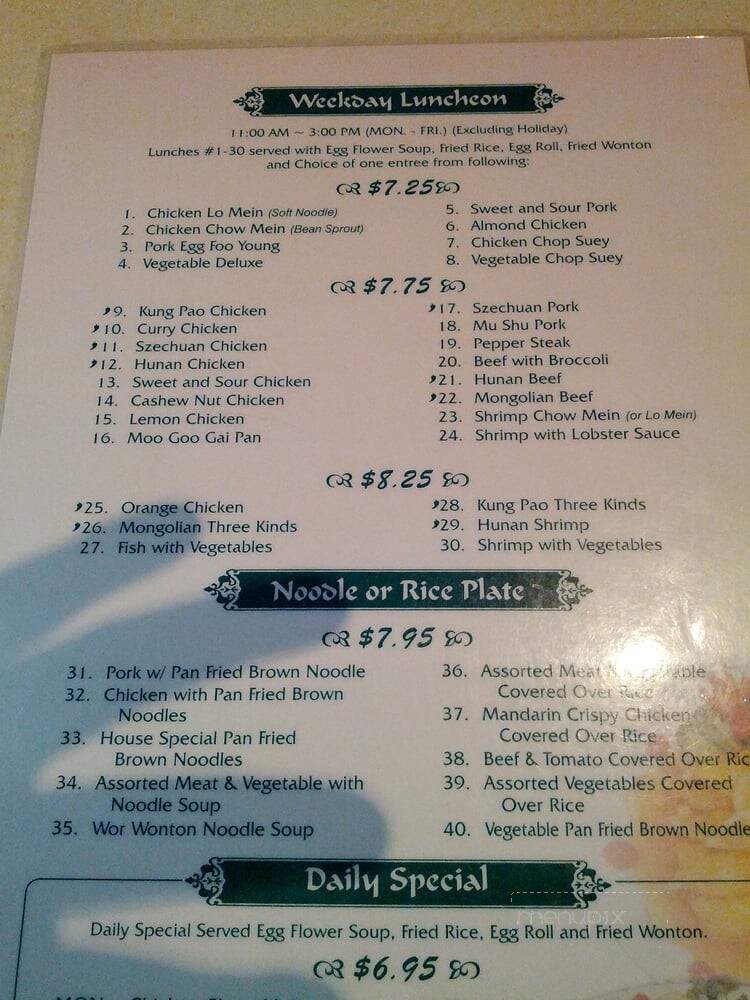 Weekday Luncheon
11:00 AM ~ 3:00 PM (MON. - FRI.) (Excluding Holiday)
Lunches #1-30 served with Egg Flower Soup, Fried Rice, Egg Roll, Fried Wonton
and Choice of one entree from following:
$7.25
1. Chicken Lo Mein (Soft Noodle)
2. Chicken Chow Mein (Bean Sprout)
3. Pork Egg Foo Young
4. Vegetable Deluxe
5. Sweet and Sour Pork
6. Almond Chicken
7. Chicken Chop Suey
8. Vegetable Chop Suey
$7.75
9. Kung Pao Chicken
10. Curry Chicken
11. Szechuan Chicken
12. Hunan Chicken
13. Sweet and Sour Chicken
14. Cashew Nut Chicken
15. Lemon Chicken
16. Moo Goo Gai Pan
17. Szechuan Pork
18. Mu Shu Pork
19. Pepper Steak
20. Beef with Broccoli
21. Hunan Beef
22. Mongolian Beef
23. Shrimp Chow Mein (or Lo Mein)
24. Shrimp with Lobster Sauce
$8.25
25. Orange Chicken
26. Mongolian Three Kinds
27. Fish with Vegetables
28. Kung Pao Three Kinds
29. Hunan Shrimp
30. Shrimp with Vegetables
Noodle or Rice Plate
$7.95
31. Pork w/ Pan Fried Brown Noodle
32. Chicken with Pan Fried Brown
Noodles
33. House Special Pan Fried
Brown Noodles
34. Assorted Meat & Vegetable with
Noodle Soup
35. Wor Wonton Noodle Soup
36. Assorted Meat
Covered Over Rice
37. Mandarin Crispy Chicken
Covered Over Rice
38. Beef & Tomato Covered Over Ric
39. Assorted Vegetables Covered
Over Rice
40. Vegetable Pan Fried Brown Noodle
Daily Special
menupix
Daily Special Served Egg Flower Soup, Fried Rice, Egg Roll and Fried Wonton.
$6.95